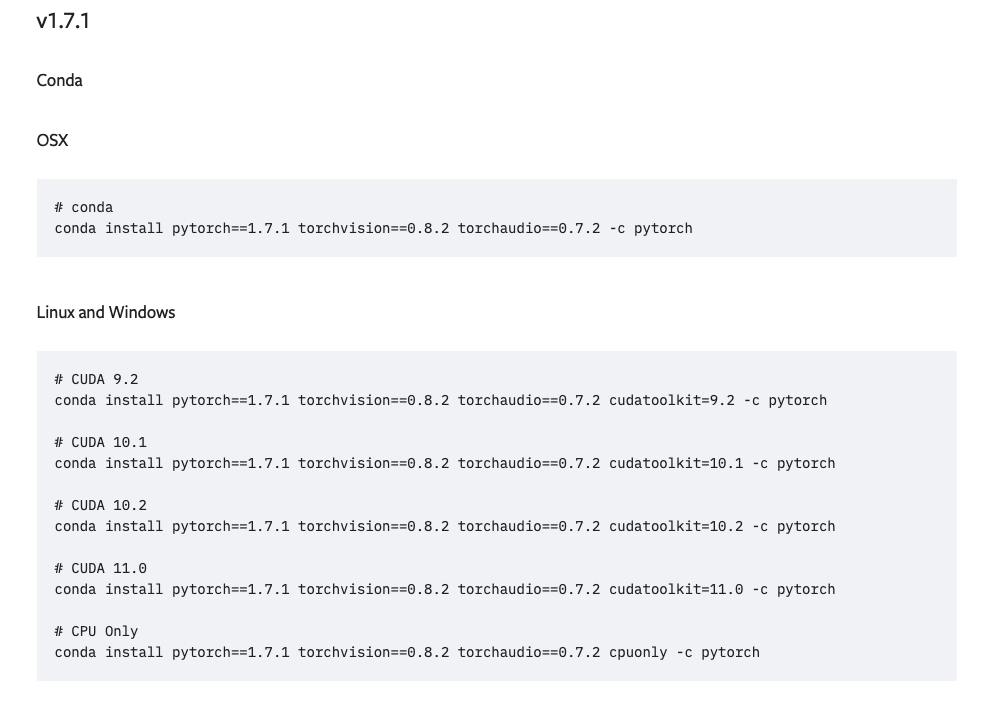 v1.7.1
Conda
OSX
# conda
conda install pytorch==1.7.1 torchvision==0.8.2 torchaudio==0.7.2 -c pytorch
Linux and Windows
# CUDA 9.2
conda install pytorch==1.7.1 torchvision==0.8.2 torchaudio==0.7.2 cudatoolkit=9.2 -c pytorch
# CUDA 10.1
conda install pytorch==1.7.1 torchvision==0.8.2 torchaudio==0.7.2 cudatoolkit=10.1 -c pytorch
# CUDA 10.2
conda install pytorch==1.7.1 torchvision==0.8.2 torchaudio==0.7.2 cudatoolkit=10.2 -c pytorch
# CUDA 11.0
conda install pytorch==1.7.1 torchvision==0.8.2 torchaudio==0.7.2 cudatoolkit=11.0 -c pytorch
# CPU Only
conda install pytorch==1.7.1 torchvision==0.8.2 torchaudio==0.7.2 cpuonly -c pytorch